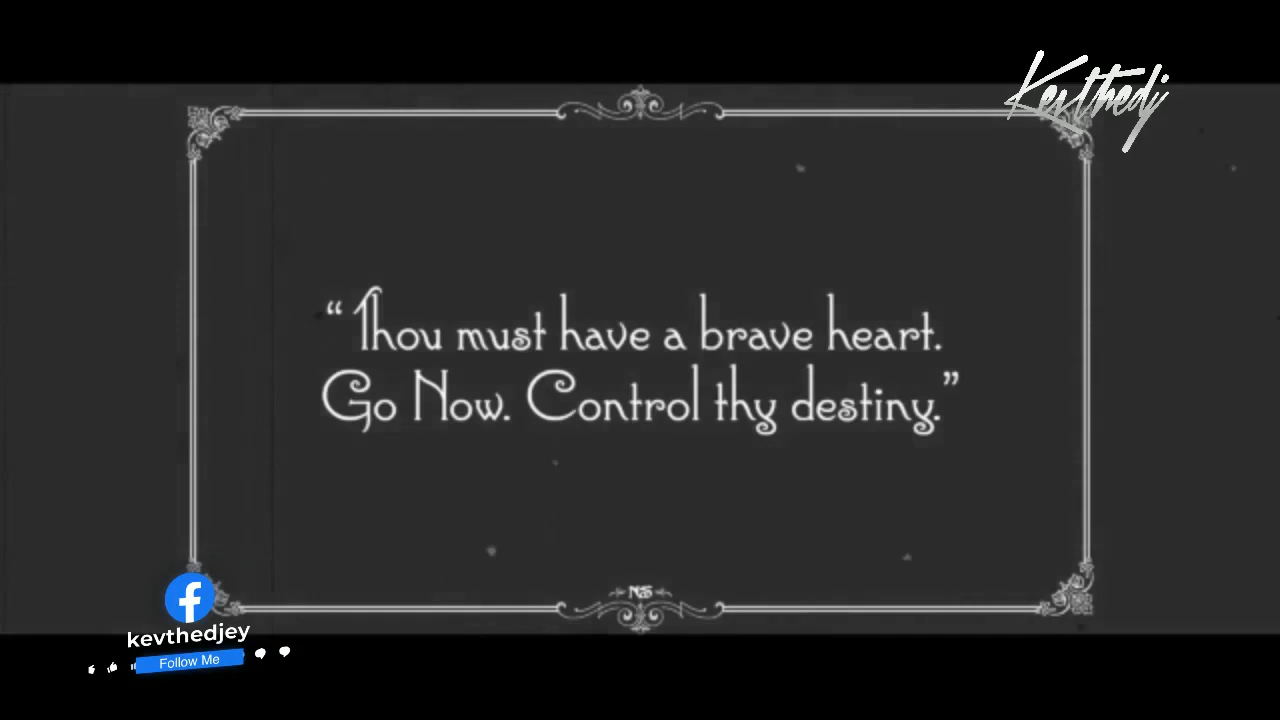 Kevthedj
“Thou must have a brave heart.
Go Now. Control thy destiny.”
kevthedjey
Follow Me